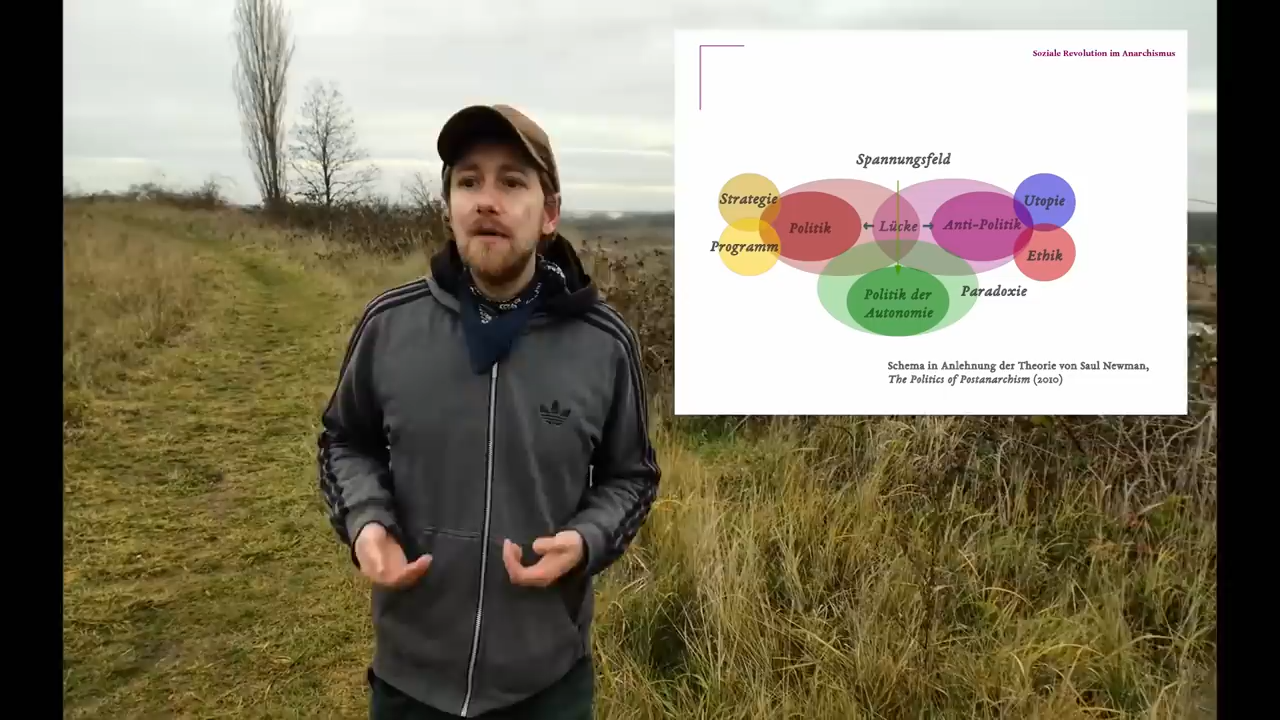 Soziale Revolution im Anarchismus
Spannungsfeld
Strategie
Utopie
Politik
← Lücke →
Anti-Politik
Programm
Ethik
Politik der
Autonomie
Paradoxie
Schema in Anlehnung der Theorie von Saul Newman,
The Politics of Postanarchism (2010)